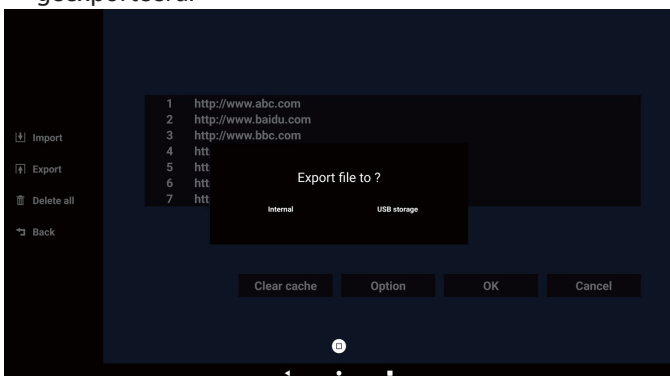 Import
Export
Delete all
Back
1 http://www.abc.com
2 http://www.baidu.com
3 http://www.bbc.com
4 htt
5 htt
6 htt
7 htt
Export file to ?
Internal USB storage
Clear cache Option OK Cancel